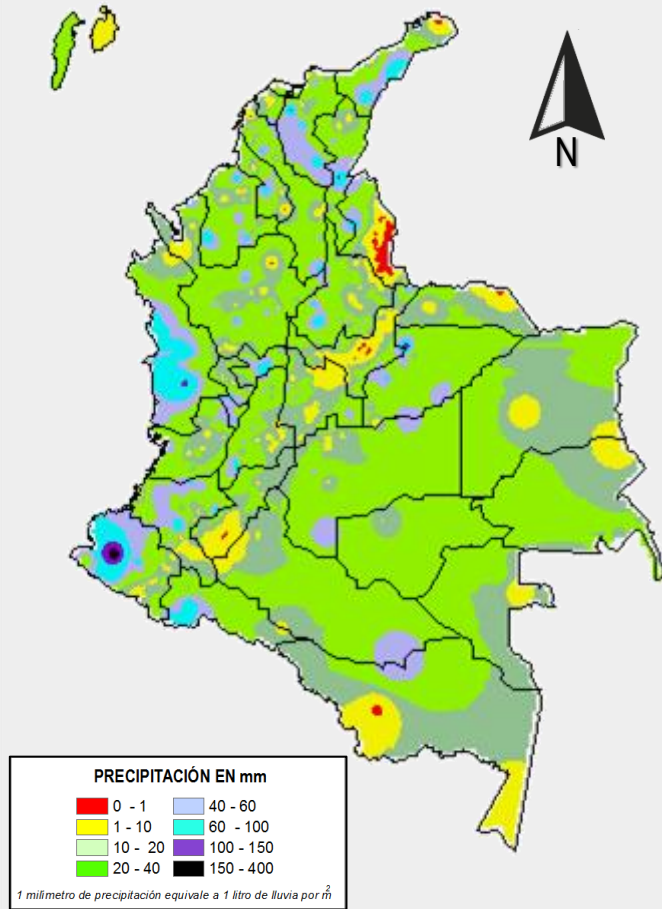 N
PRECIPITACIÓN EN mm
0 - 1
1 - 10
10 - 20
20 - 40
40 - 60
60 - 100
100 - 150
150 - 400
1 milimetro de precipitación equivale a 1 litro de lluvia por m²